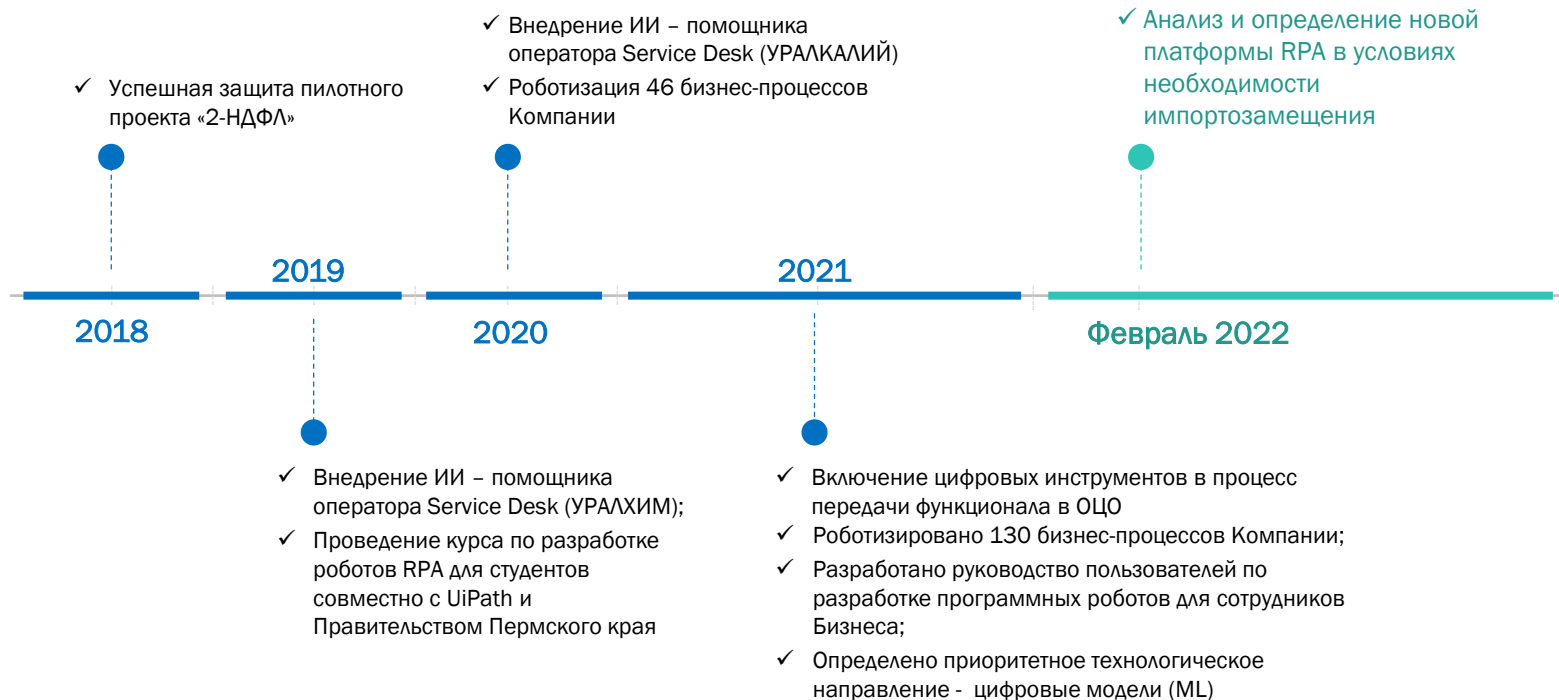 ✓ Успешная защита пилотного
проекта «2-НДФЛ»
✓ Внедрение ИИ – помощника
оператора Service Desk (УРАЛКАЛИЙ)
✓ Роботизация 46 бизнес-процессов
Компании
✓ Анализ и определение новой
платформы RPA в условиях
необходимости
импортозамещения
2018
2019
2020
2021
Февраль 2022
✓ Внедрение ИИ – помощника
оператора Service Desk (УРАЛХИМ);
✓ Проведение курса по разработке
роботов RPA для студентов
совместно с UiPath и
Правительством Пермского края
✓ Включение цифровых инструментов в процесс
передачи функционала в ОЦО
✓ Роботизировано 130 бизнес-процессов Компании;
✓ Разработано руководство пользователей по
разработке программных роботов для сотрудников
Бизнеса;
✓ Определено приоритетное технологическое
направление - цифровые модели (ML)